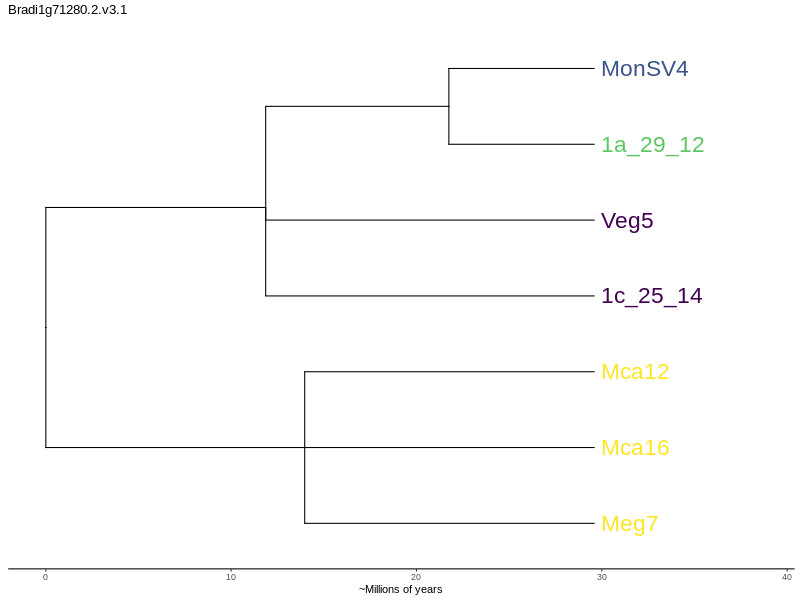 Bradi1g71280.2.v3.1
MonSV4
1a_29_12
Veg5
1c_25_14
Mca12
Mca16
Meg7
0 10 20 30 40
~Millions of years